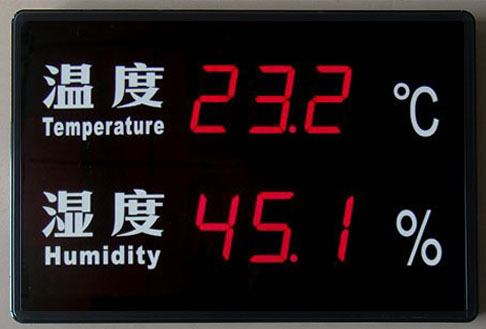 温度 23.2 ℃
Temperature
湿度 45.1 %
Humidity